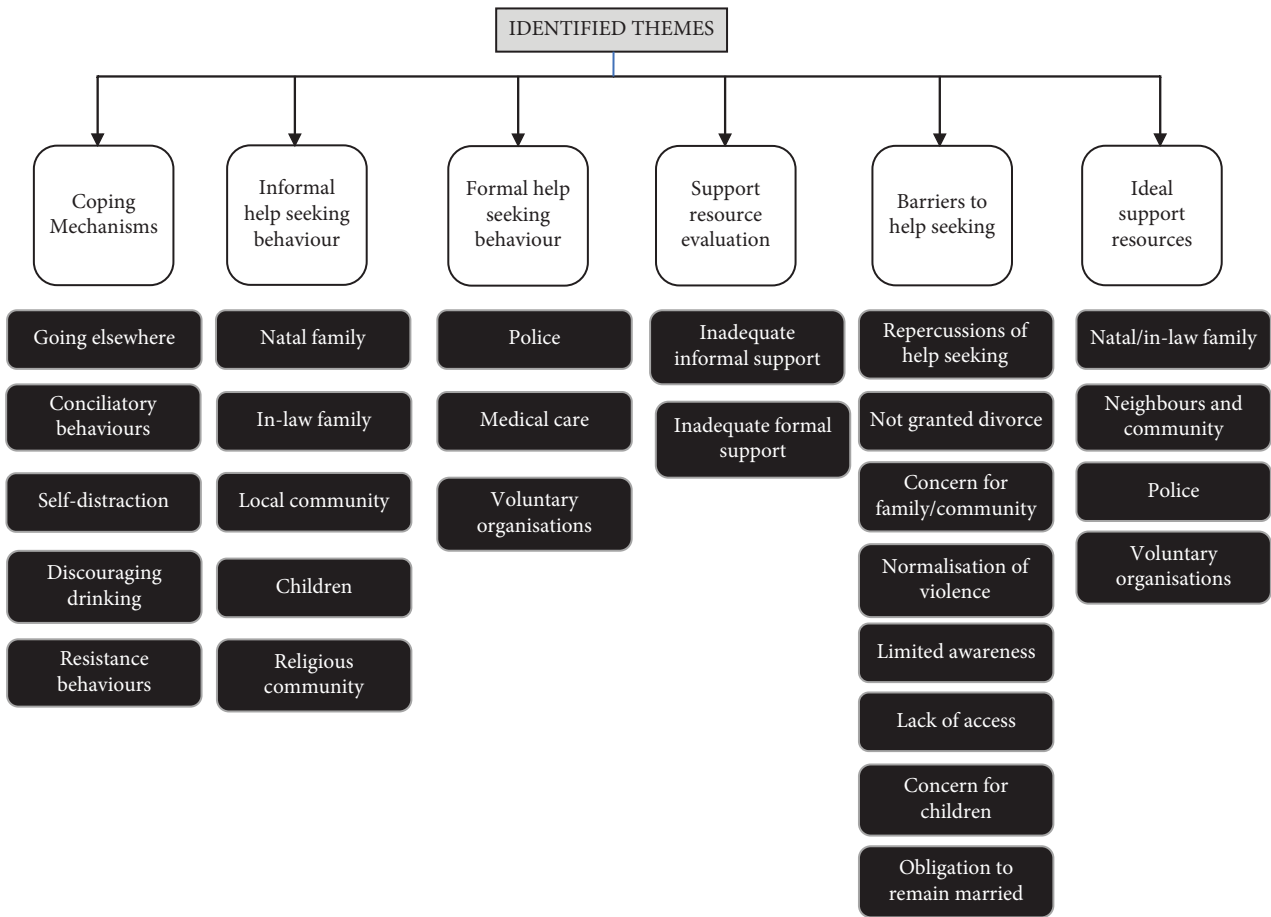 IDENTIFIED THEMES
Coping
Mechanisms
Informal
help seeking
behaviour
Formal help
seeking
behaviour
Support
resource
evaluation
Barriers to
help seeking
Ideal
support
resources
Going elsewhere
Conciliatory
behaviours
Self-distraction
Discouraging
drinking
Resistance
behaviours
Natal family
In-law family
Local community
Children
Religious
community
Police
Medical care
Voluntary
organisations
Inadequate
informal support
Inadequate formal
support
Repercussions of
help seeking
Not granted divorce
Concern for
family/community
Normalisation of
violence
Limited awareness
Lack of access
Concern for
children
Obligation to
remain married
Natal/in-law family
Neighbours and
community
Police
Voluntary
organisations